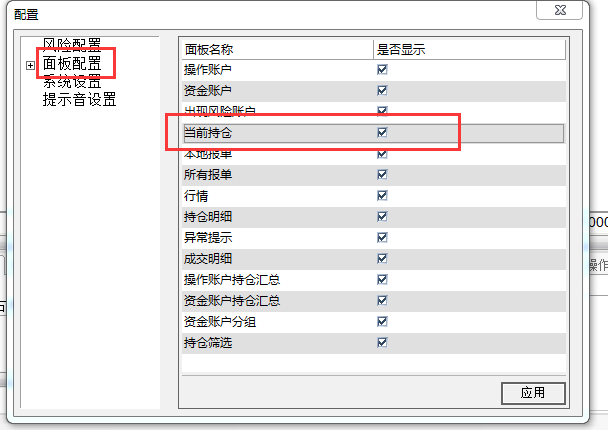 配置
风险配置
面板配置
系统设置
提示音设置
面板名称 是否显示
操作账户
资金账户
出现风险账户
当前持仓
本地报单
所有报单
行情
持仓明细
异常提示
成交明细
操作账户持仓汇总
资金账户持仓汇总
资金账户分组
持仓筛选
应用
000
操作